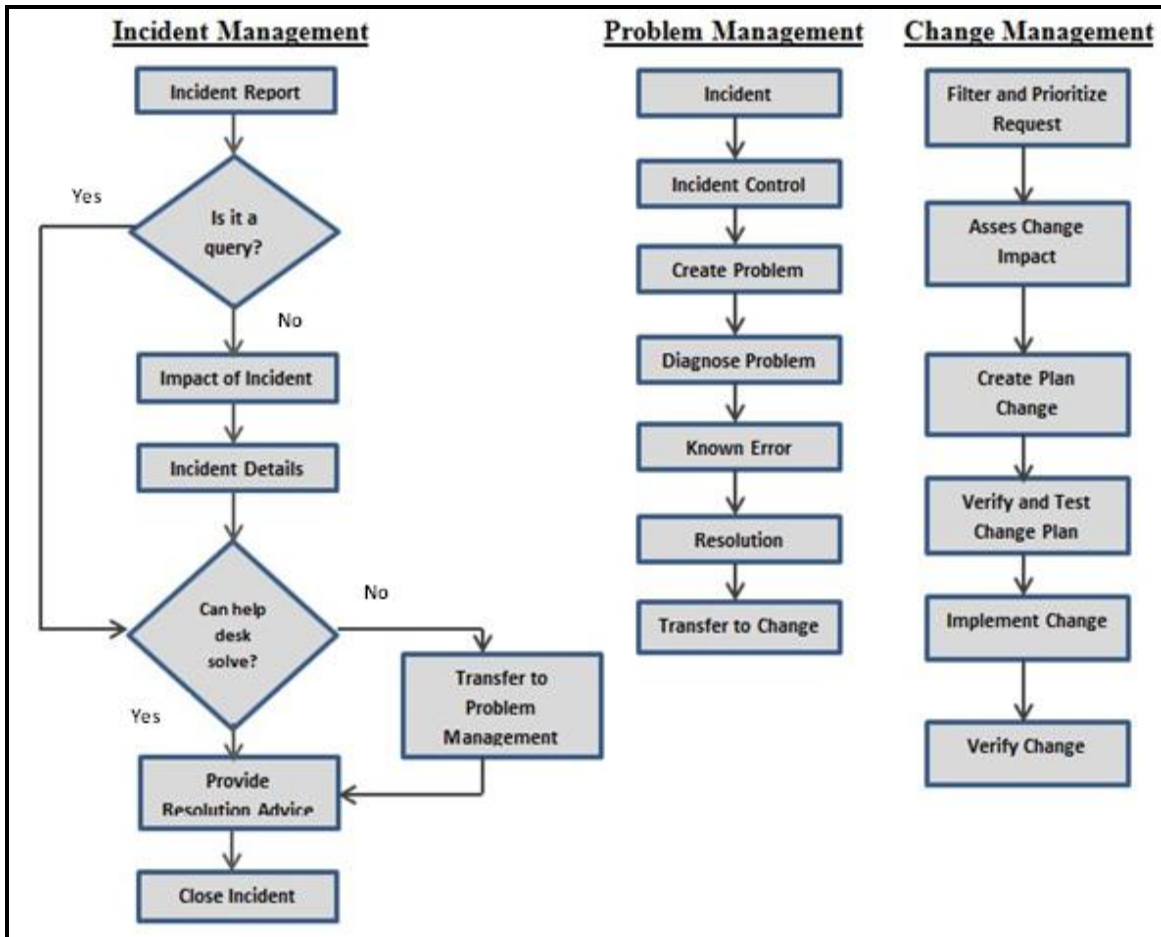 Incident Management
Incident Report
Yes
Is it a
query?
No
Impact of Incident
Incident Details
Can help
desk
solve?
No
Transfer to
Problem
Management
Yes
Provide
Resolution Advice
Close Incident
Problem Management
Incident
Incident Control
Create Problem
Diagnose Problem
Known Error
Resolution
Transfer to Change
Change Management
Filter and Prioritize
Request
Asses Change
Impact
Create Plan
Change
Verify and Test
Change Plan
Implement Change
Verify Change